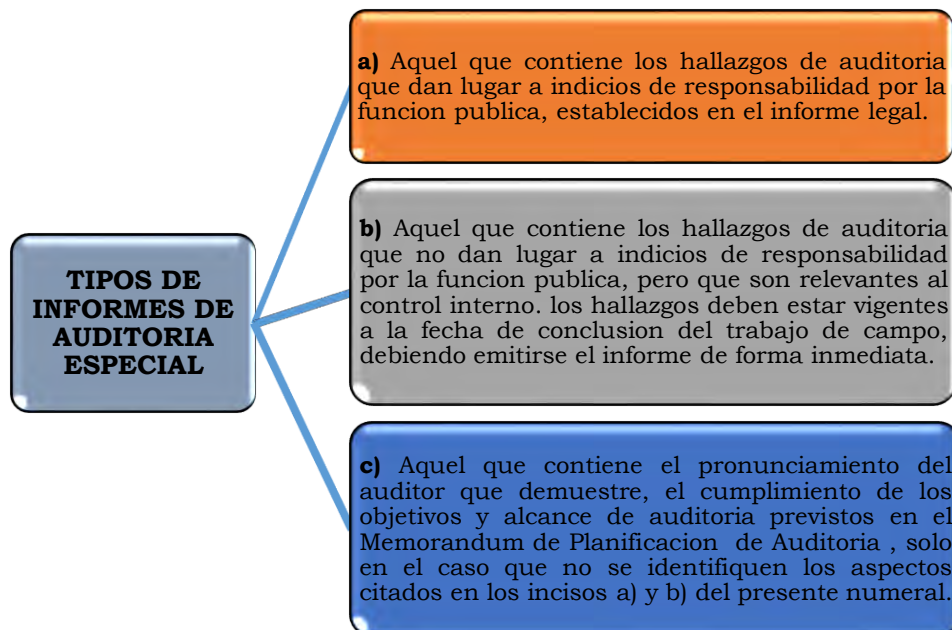 TIPOS DE
INFORMES DE
AUDITORIA
ESPECIAL
a) Aquel que contiene los hallazgos de auditoria
que dan lugar a indicios de responsabilidad por la
funcion publica, establecidos en el informe legal.
b) Aquel que contiene los hallazgos de auditoria
que no dan lugar a indicios de responsabilidad
por la funcion publica, pero que son relevantes al
control interno. los hallazgos deben estar vigentes
a la fecha de conclusion del trabajo de campo,
debiendo emitirse el informe de forma inmediata.
c) Aquel que contiene el pronunciamiento del
auditor que demuestre, el cumplimiento de los
objetivos y alcance de auditoria previstos en el
Memorandum de Planificacion de Auditoria , solo
en el caso que no se identifiquen los aspectos
citados en los incisos a) y b) del presente numeral.